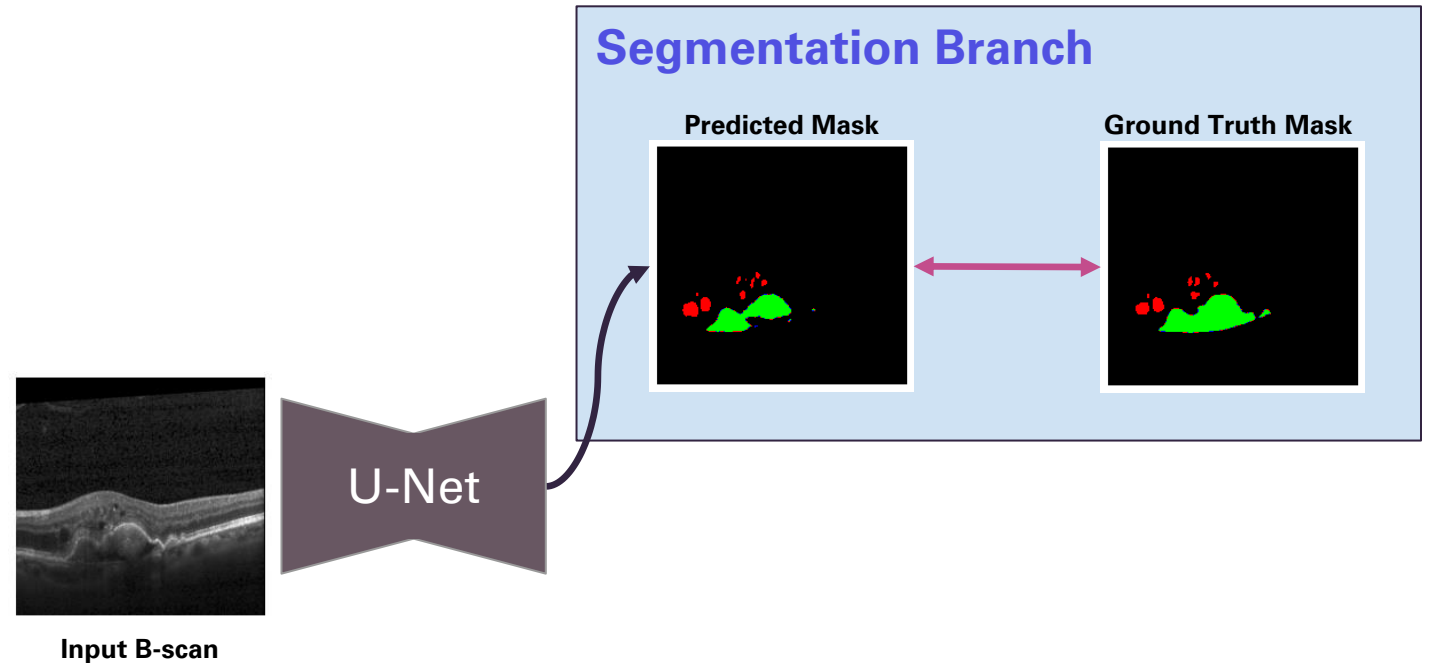 Segmentation Branch
Predicted Mask
Ground Truth Mask
U-Net
Input B-scan